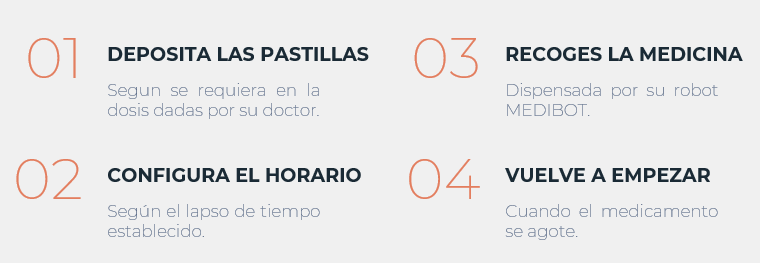 01
DEPOSITA LAS PASTILLAS
Segun se requiera en la
dosis dadas por su doctor.
02
CONFIGURA EL HORARIO
Según el lapso de tiempo
establecido.
03
RECOGES LA MEDICINA
Dispensada por su robot
MEDIBOT.
04
VUELVE A EMPEZAR
Cuando el medicamento
se agote.